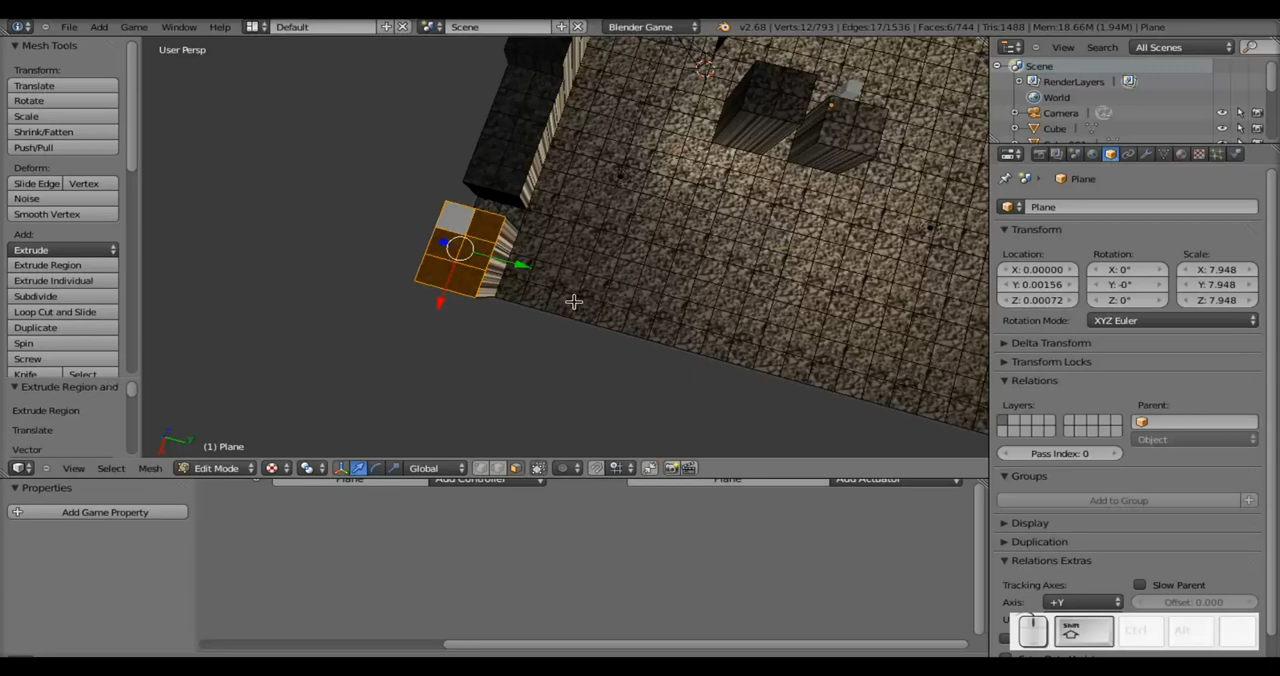 File Add Game Window Help Default Scene Blender Game v2.68 | Verts:12/793 | Edges:17/1536 | Faces:6/744 | Tris:1488 | Mem:18.66M (1.94M) | Plane
Mesh Tools
Transform:
Translate
Rotate
Scale
Shrink/Fatten
Push/Pull
Deform:
Slide Edge Vertex
Noise
Smooth Vertex
Add:
Extrude
Extrude Region
Extrude Individual
Subdivide
Loop Cut and Slide
Duplicate
Spin
Screw
Knife Select
Extrude Region and
Extrude Region
Translate
Vector
User Persp
(1) Plane
View Select Mesh Edit Mode Global
Properties
Add Game Property
Plane Add Controller Plane Add Actuator
View Search All Scenes
Scene
RenderLayers
World
Camera
Cube
Plane
Plane
Transform
Location: Rotation: Scale:
X: 0.00000 X: 0° X: 7.948
Y: 0.00156 Y: -0° Y: 7.948
Z: 0.00072 Z: 0° Z: 7.948
Rotation Mode: XYZ Euler
Delta Transform
Transform Locks
Relations
Layers: Parent:
Pass Index: 0
Groups
Add to Group
Display
Duplication
Relations Extras
Tracking Axes: Slow Parent
Axis: +Y Offset: 0.000
Shift Ctrl Alt